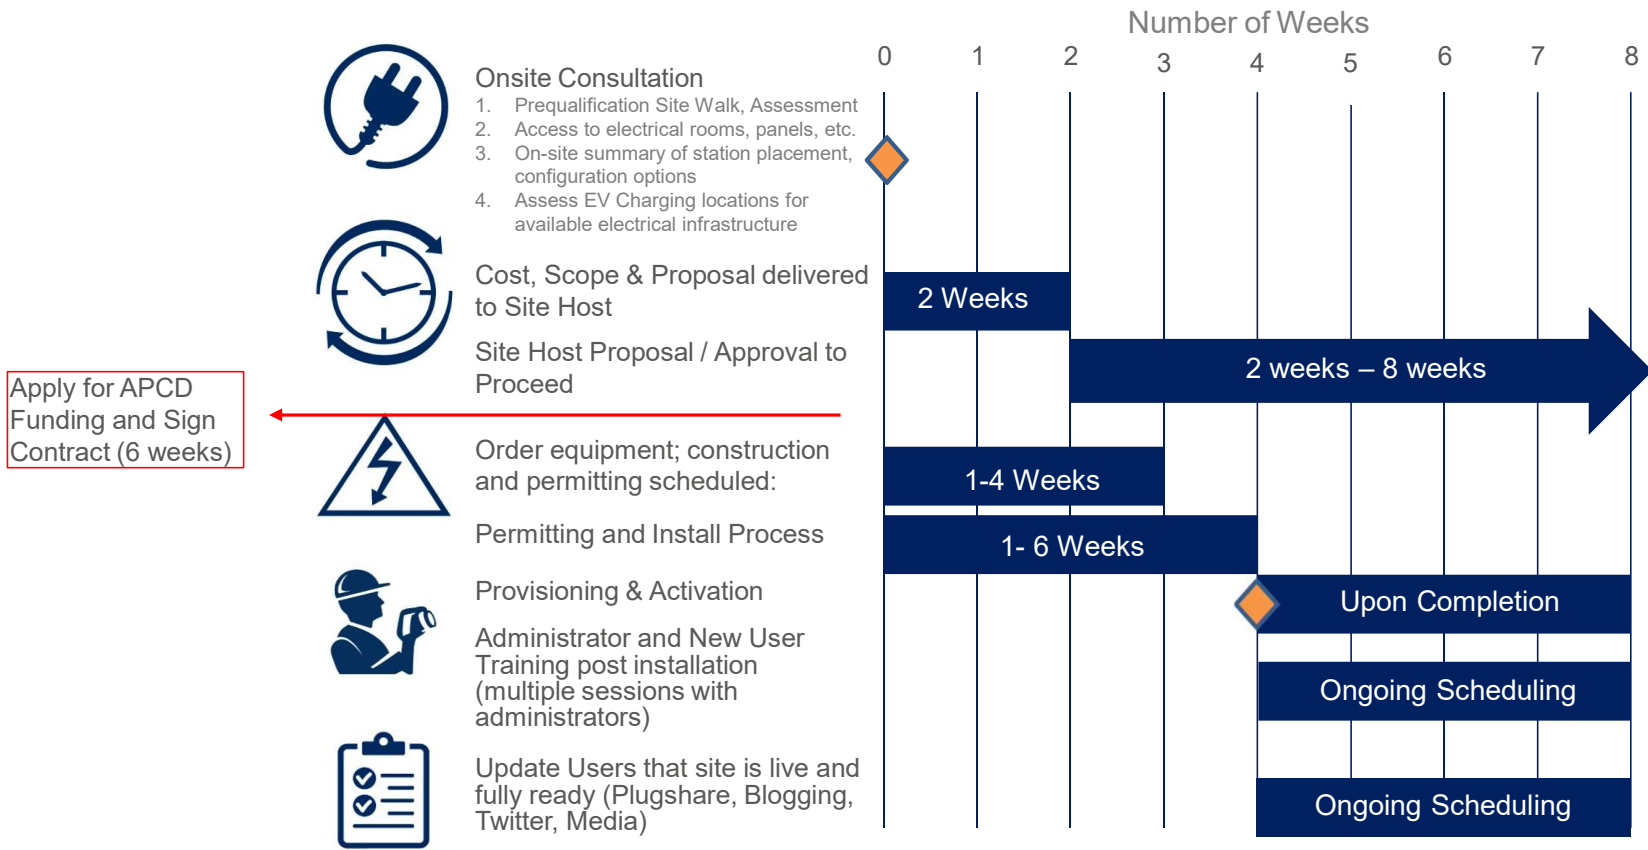 Number of Weeks
0 1 2 3 4 5 6 7 8
Onsite Consultation
1. Prequalification Site Walk, Assessment
2. Access to electrical rooms, panels, etc.
3. On-site summary of station placement,
configuration options
4. Assess EV Charging locations for
available electrical infrastructure
Cost, Scope & Proposal delivered
to Site Host
2 Weeks
Site Host Proposal / Approval to
Proceed
2 weeks – 8 weeks
Apply for APCD
Funding and Sign
Contract (6 weeks)
Order equipment; construction
and permitting scheduled:
1-4 Weeks
Permitting and Install Process
1- 6 Weeks
Provisioning & Activation
Upon Completion
Administrator and New User
Training post installation
(multiple sessions with
administrators)
Ongoing Scheduling
Update Users that site is live and
fully ready (Plugshare, Blogging,
Twitter, Media)
Ongoing Scheduling